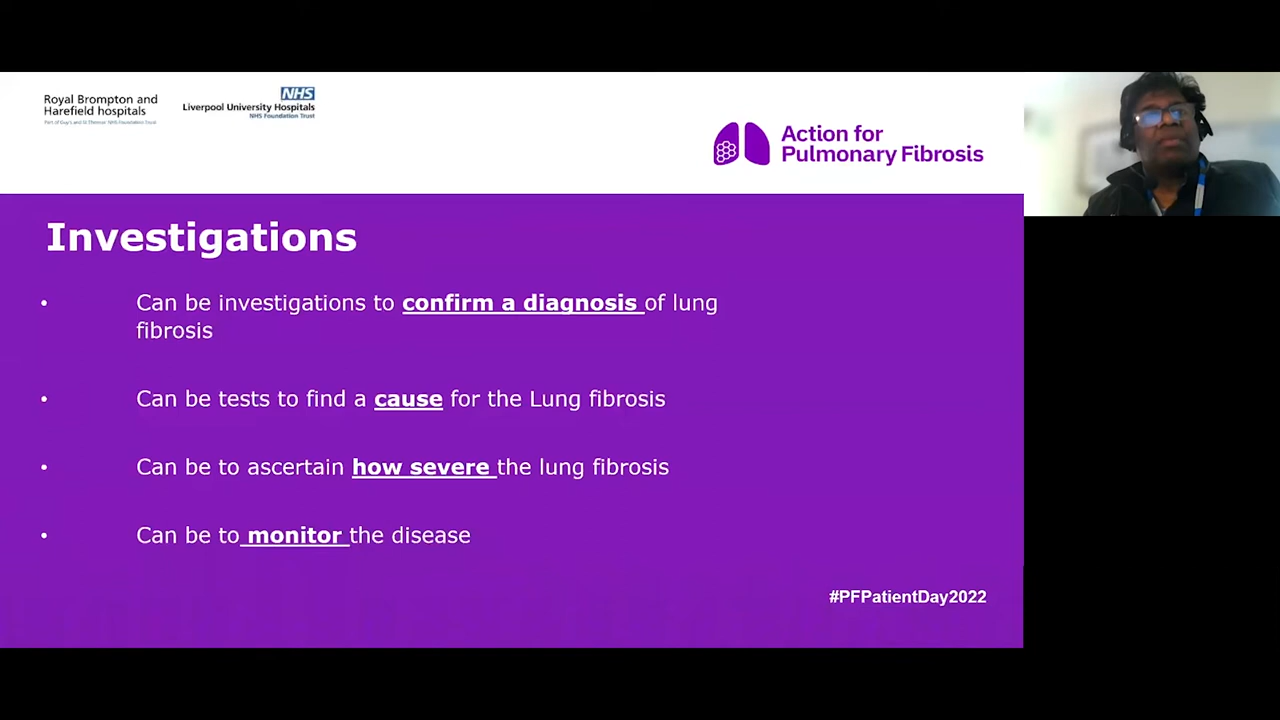 Royal Brompton and
Harefield hospitals
Part of Guy's and St Thomas' NHS Foundation Trust
NHS
Liverpool University Hospitals
NHS Foundation Trust
Action for
Pulmonary Fibrosis
Investigations
• Can be investigations to confirm a diagnosis of lung
fibrosis
• Can be tests to find a cause for the Lung fibrosis
• Can be to ascertain how severe the lung fibrosis
• Can be to monitor the disease
#PFPatientDay2022